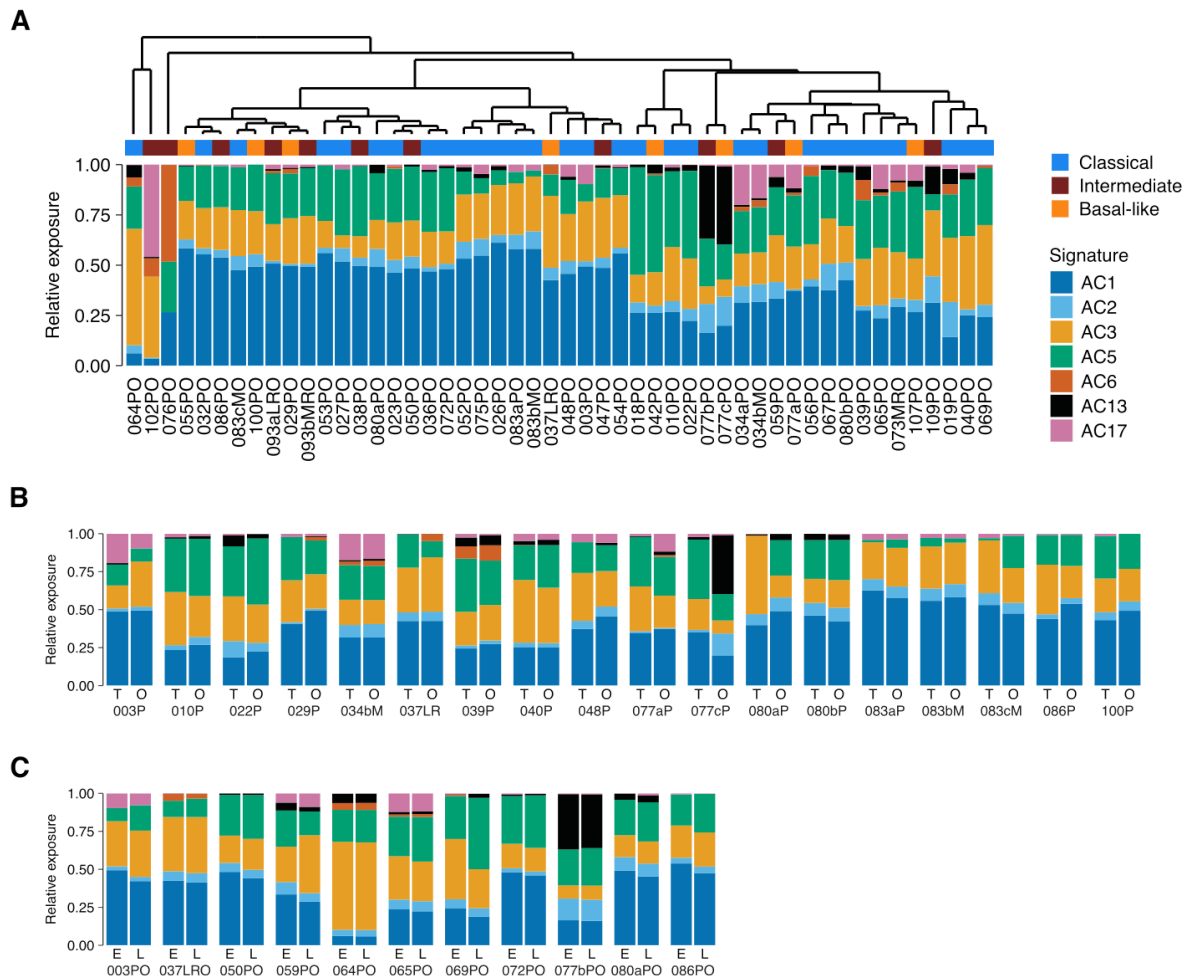 A
1.00
0.75
0.50
0.25
0.00
Relative exposure
064PO 102PO 076PO 055PO 032PO 086PO 083cMO 100PO 093aLRO 029PO 093bMRO 053PO 027PO 038PO 080aPO 023PO 050PO 036PO 072PO 052PO 075PO 026PO 083aPO 083bMO 037LRO 048PO 003PO 047PO 054PO 018PO 042PO 010PO 022PO 077bPO 077cPO 034aPO 034bMO 059PO 077aPO 056PO 067PO 080bPO 039PO 065PO 073MRO 107PO 109PO 019PO 040PO 069PO
Classical
Intermediate
Basal-like
Signature
AC1
AC2
AC3
AC5
AC6
AC13
AC17
B
1.00
0.75
0.50
0.25
0.00
Relative exposure
T O T O T O T O T O T O T O T O T O T O T O T O T O T O T O T O T O T O
003P 010P 022P 029P 034bM 037LR 039P 040P 048P 077aP 077cP 080aP 080bP 083aP 083bM 083cM 086P 100P
C
1.00
0.75
0.50
0.25
0.00
Relative exposure
E L E L E L E L E L E L E L E L E L E L E L
003PO 037LRO 050PO 059PO 064PO 065PO 069PO 072PO 077bPO 080aPO 086PO